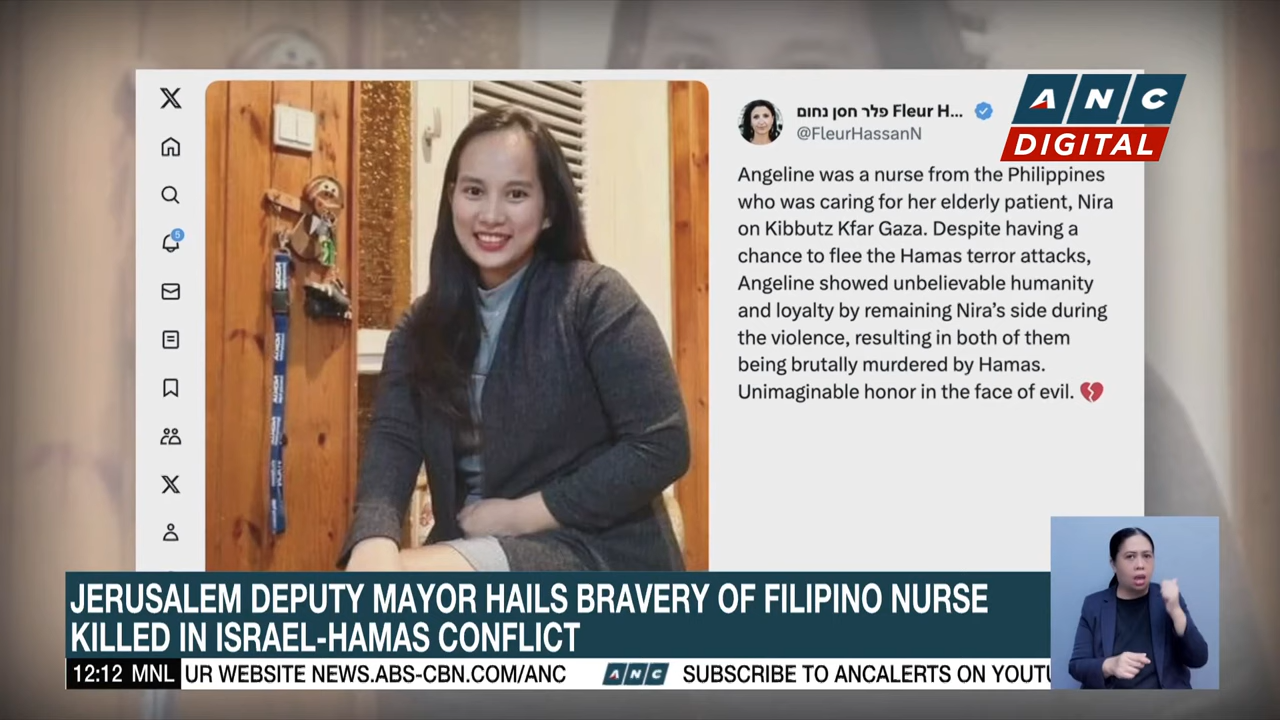 ANC
DIGITAL
פלר חסן נחום Fleur H...
@FleurHassanN
Angeline was a nurse from the Philippines
who was caring for her elderly patient, Nira
on Kibbutz Kfar Gaza. Despite having a
chance to flee the Hamas terror attacks,
Angeline showed unbelievable humanity
and loyalty by remaining Nira's side during
the violence, resulting in both of them
being brutally murdered by Hamas.
Unimaginable honor in the face of evil. 💔
5
JERUSALEM DEPUTY MAYOR HAILS BRAVERY OF FILIPINO NURSE
KILLED IN ISRAEL-HAMAS CONFLICT
12:12 MNL UR WEBSITE NEWS.ABS-CBN.COM/ANC ANC SUBSCRIBE TO ANCALERTS ON YOUTU